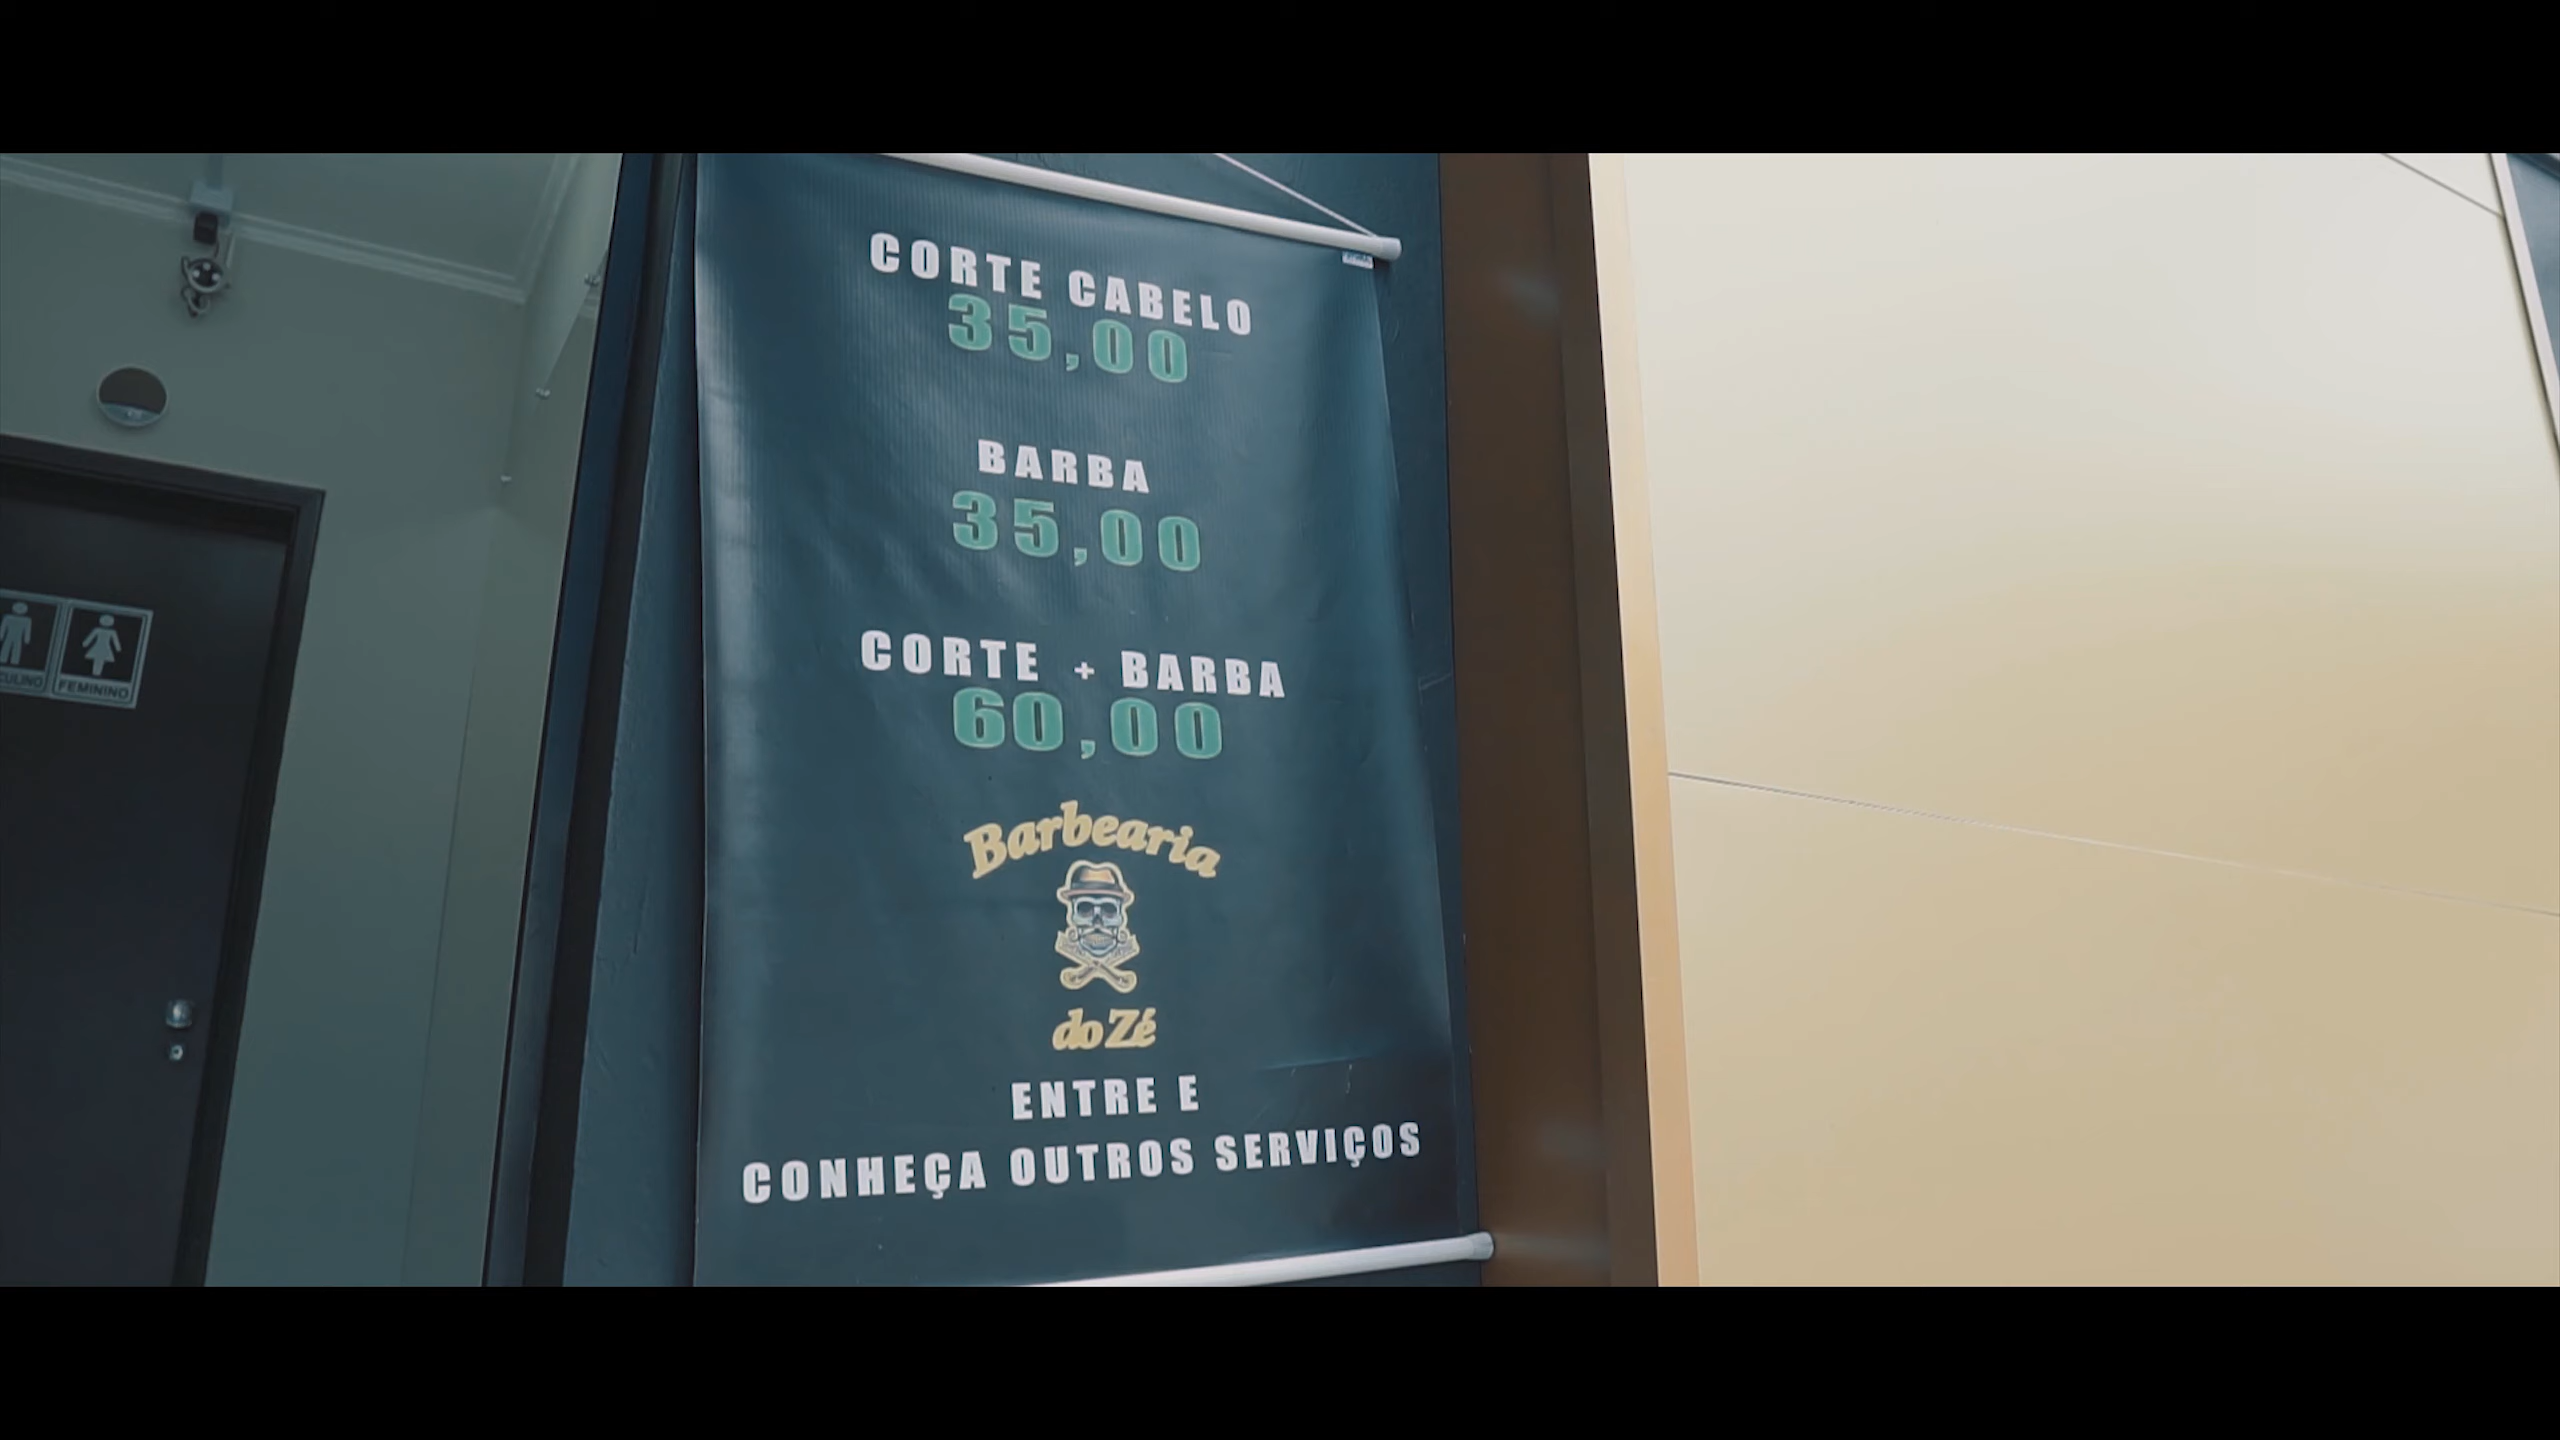 CORTE CABELO
35,00
BARBA
35,00
CORTE + BARBA
60,00
Barbearia
do Zé
ENTRE E
CONHEÇA OUTROS SERVIÇOS
FEMININO